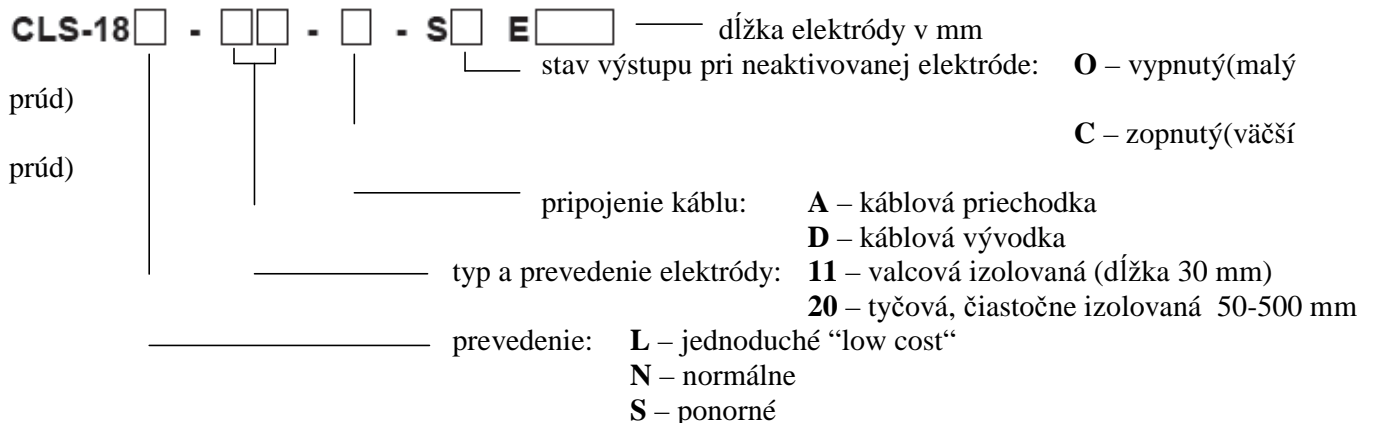 CLS-18□ - □□ - □ - S□ E□ dĺžka elektródy v mm
stav výstupu pri neaktivovanej elektróde: O – vypnutý(malý
prúd)
C – zopnutý(väčší
prúd)
pripojenie káblu: A – káblová priechodka
D – káblová vývodka
typ a prevedenie elektródy: 11 – valcová izolovaná (dĺžka 30 mm)
20 – tyčová, čiastočne izolovaná 50-500 mm
prevedenie: L – jednoduché “low cost“
N – normálne
S – ponorné